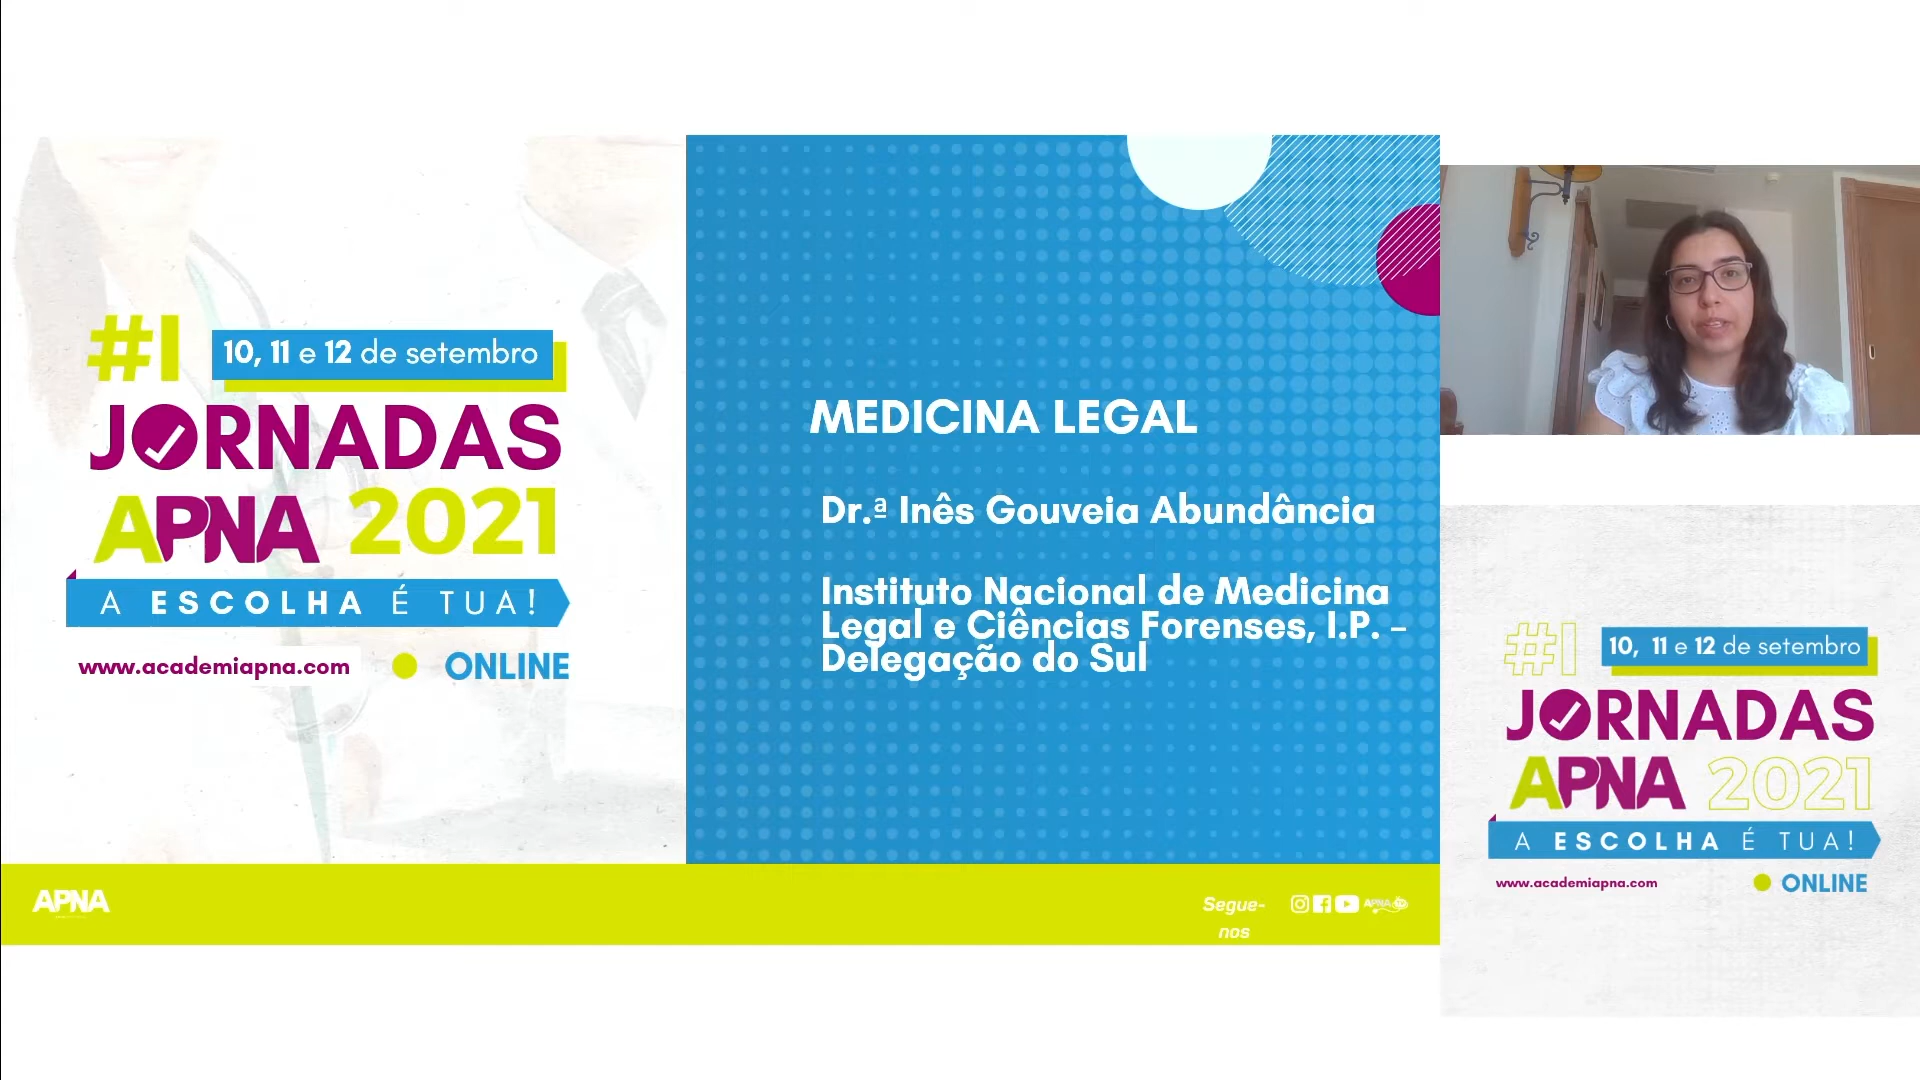 #I
10, 11 e 12 de setembro
JORNADAS
APNA 2021
A ESCOLHA É TUA!
www.academiapna.com
ONLINE
MEDICINA LEGAL
Dr.ª Inês Gouveia Abundância
Instituto Nacional de Medicina
Legal e Ciências Forenses, I.P. –
Delegação do Sul
APNA
Segue-
nos
#I
10, 11 e 12 de setembro
JORNADAS
APNA 2021
A ESCOLHA É TUA!
www.academiapna.com
ONLINE